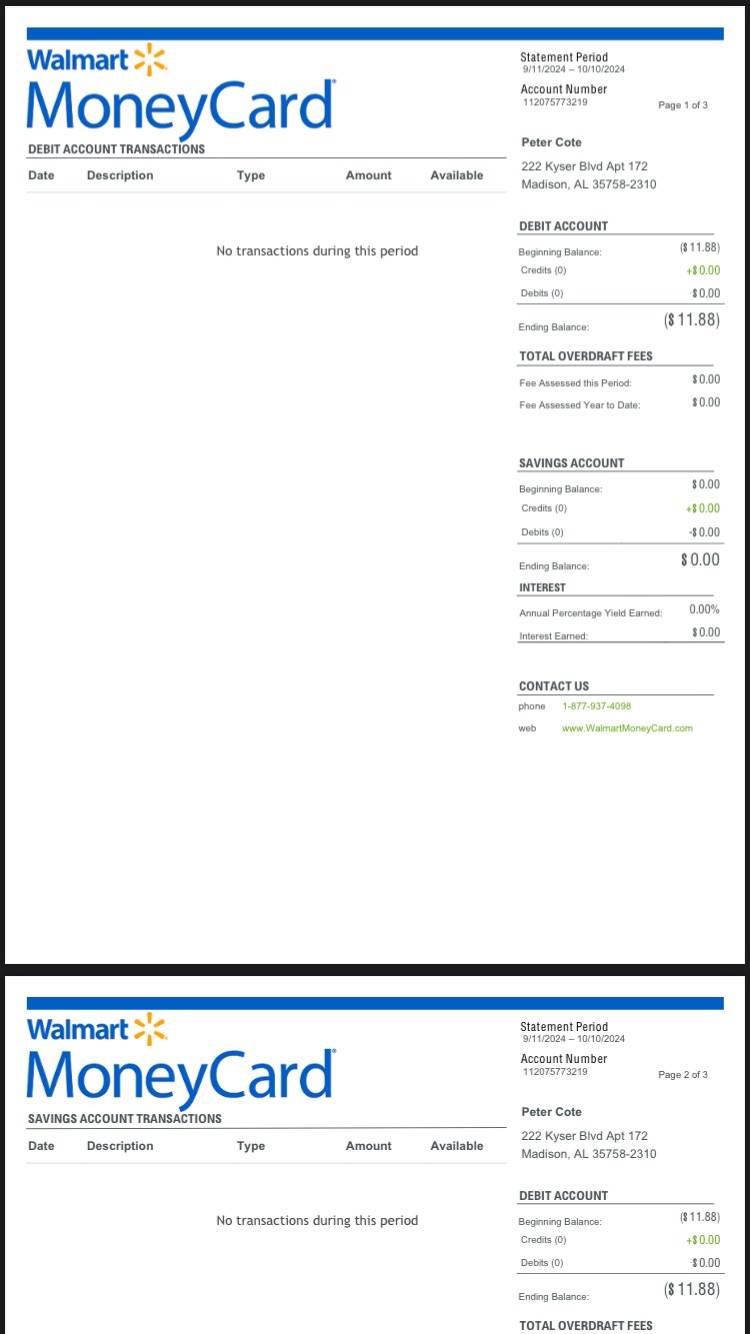 Walmart
MoneyCard
DEBIT ACCOUNT TRANSACTIONS
Date Description Type Amount Available
No transactions during this period
Statement Period
9/11/2024 – 10/10/2024
Account Number
112075773219
Page 1 of 3
Peter Cote
222 Kyser Blvd Apt 172
Madison, AL 35758-2310
DEBIT ACCOUNT
Beginning Balance: ($11.88)
Credits (0) +$0.00
Debits (0) -$0.00
Ending Balance: ($11.88)
TOTAL OVERDRAFT FEES
Fee Assessed this Period: $0.00
Fee Assessed Year to Date: $0.00
SAVINGS ACCOUNT
Beginning Balance: $0.00
Credits (0) +$0.00
Debits (0) -$0.00
Ending Balance: $0.00
INTEREST
Annual Percentage Yield Earned: 0.00%
Interest Earned: $0.00
CONTACT US
phone 1-877-937-4098
web www.WalmartMoneyCard.com
Walmart
MoneyCard
SAVINGS ACCOUNT TRANSACTIONS
Date Description Type Amount Available
No transactions during this period
Statement Period
9/11/2024 – 10/10/2024
Account Number
112075773219
Page 2 of 3
Peter Cote
222 Kyser Blvd Apt 172
Madison, AL 35758-2310
DEBIT ACCOUNT
Beginning Balance: ($11.88)
Credits (0) +$0.00
Debits (0) -$0.00
Ending Balance: ($11.88)
TOTAL OVERDRAFT FEES